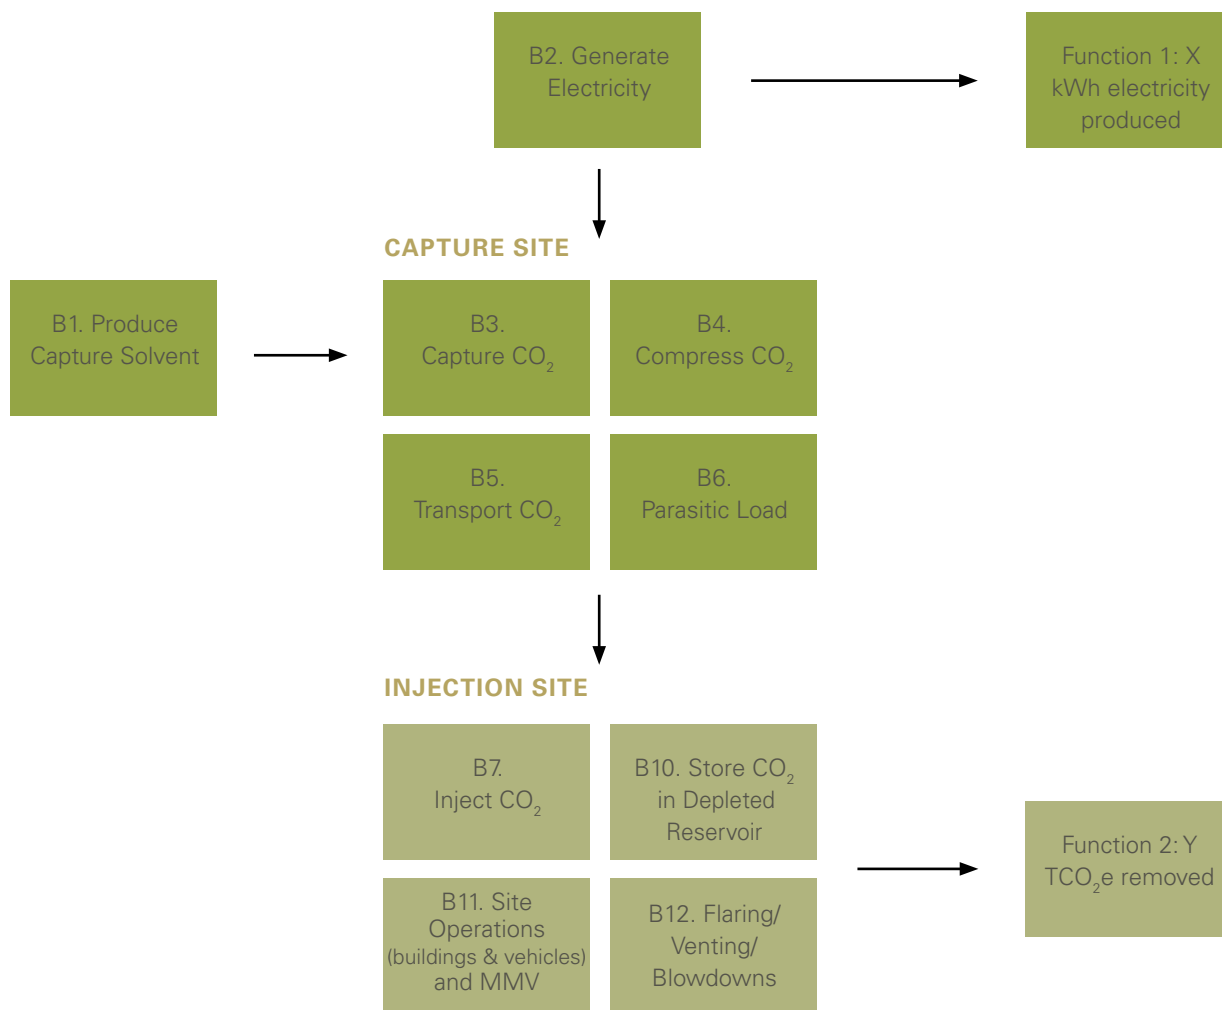 B2. Generate
Electricity
Function 1: X
kWh electricity
produced
CAPTURE SITE
B1. Produce
Capture Solvent
B3.
Capture CO₂
B4.
Compress CO₂
B5.
Transport CO₂
B6.
Parasitic Load
INJECTION SITE
B7.
Inject CO₂
B10. Store CO₂
in Depleted
Reservoir
Function 2: Y
TCO₂e removed
B11. Site
Operations
(buildings & vehicles)
and MMV
B12. Flaring/
Venting/
Blowdowns